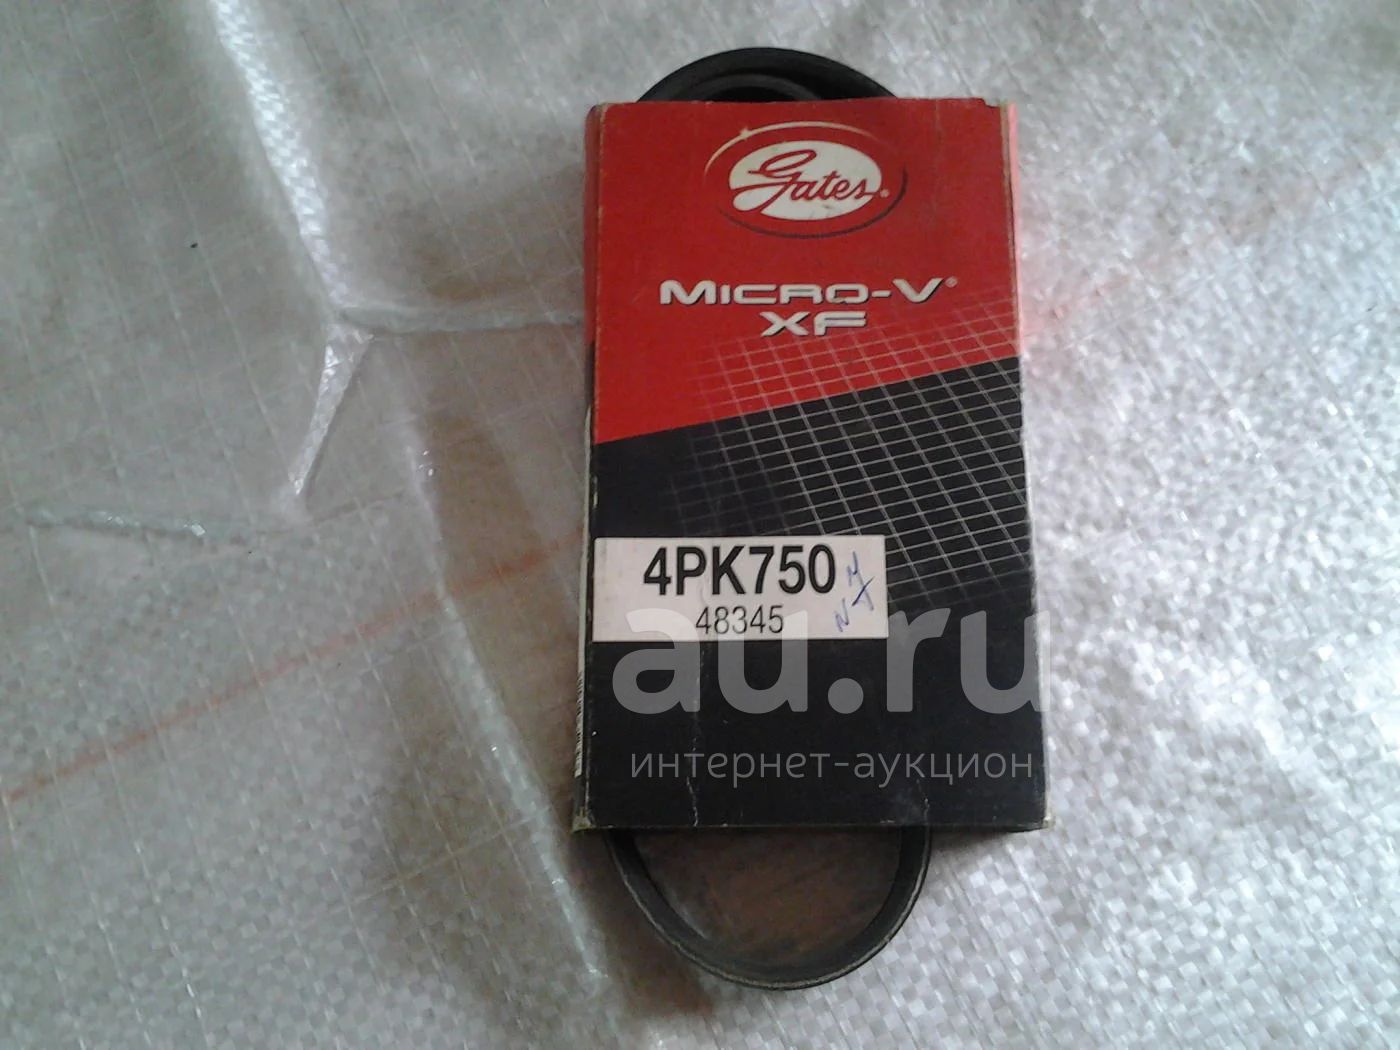 Gates®
MICRO-V®
XF
4PK750
48345
au.ru
интернет-аукцион